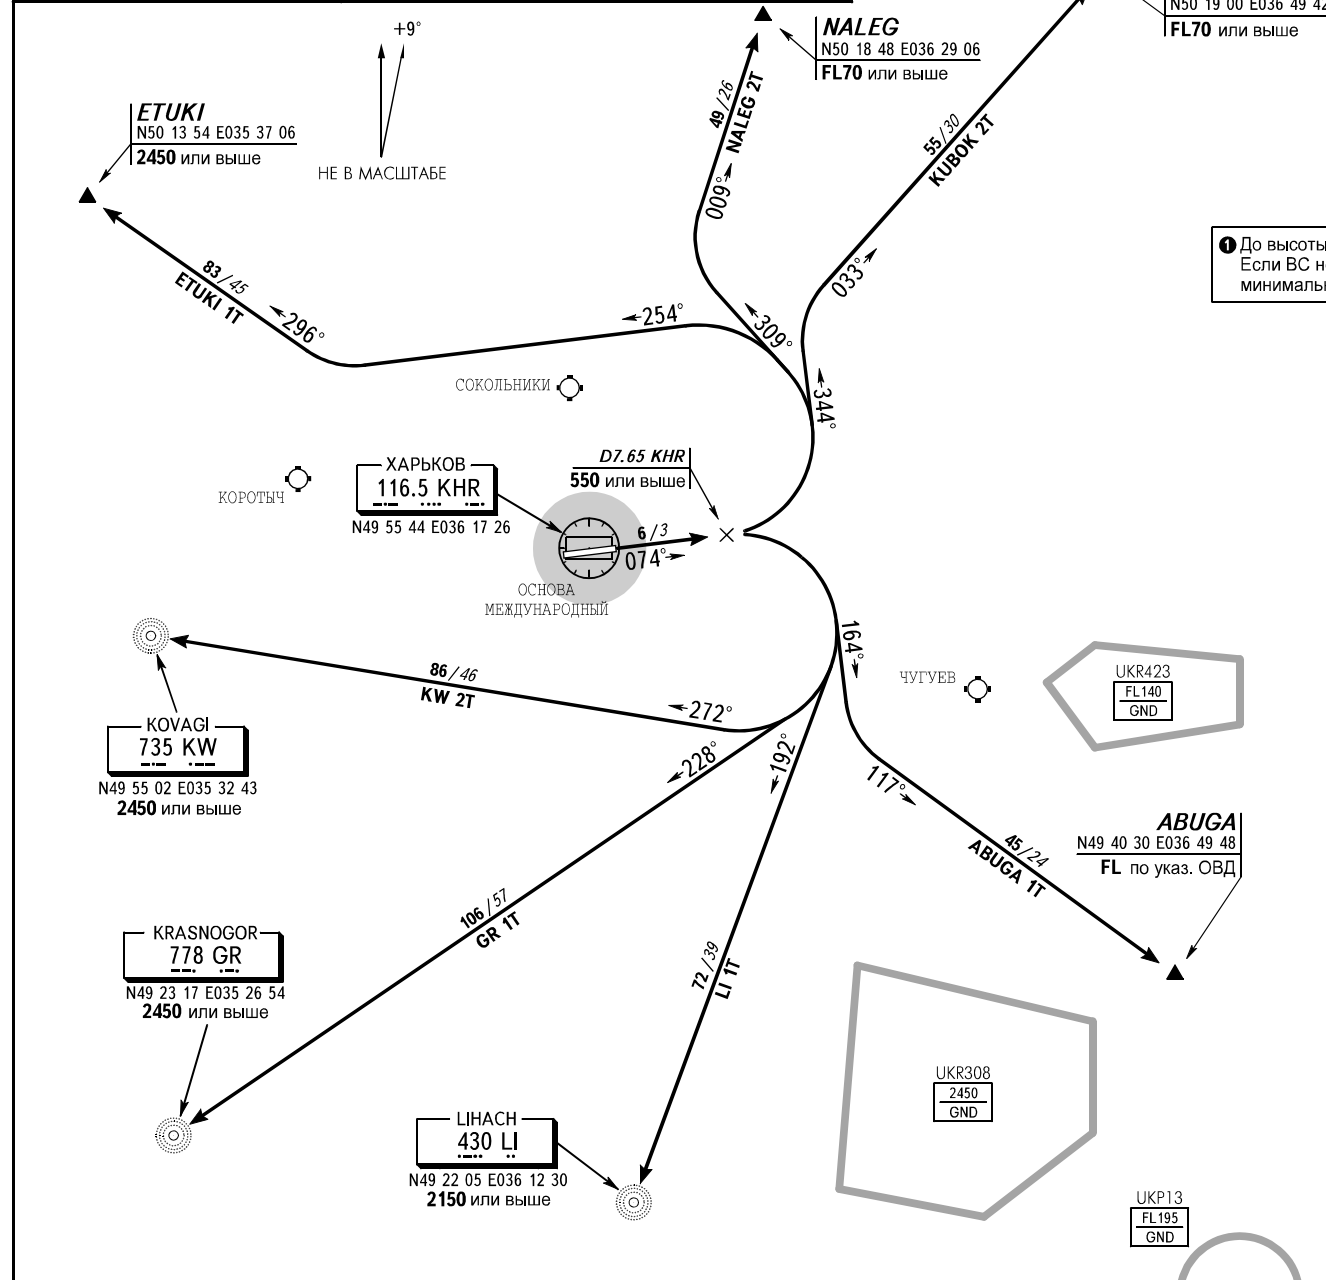 N50 19 00 E036 49 42
FL70 или выше
NALEG
N50 18 48 E036 29 06
FL70 или выше
+9°
НЕ В МАСШТАБЕ
ETUKI
N50 13 54 E035 37 06
2450 или выше
49/26
NALEG 2T
009°
55/30
KUBOK 2T
033°
❶ До высоты
Если ВС н
минималь
83/45
ETUKI 1T
296°
254°
309°
344°
СОКОЛЬНИКИ
КОРОТЫЧ
ХАРЬКОВ
116.5 KHR
N49 55 44 E036 17 26
D7.65 KHR
550 или выше
6/3
074°
ОСНОВА
МЕЖДУНАРОДНЫЙ
164°
ЧУГУЕВ
UKR423
FL140
GND
86/46
KW 2T
272°
KOVAGI
735 KW
N49 55 02 E035 32 43
2450 или выше
228°
192°
117°
ABUGA
N49 40 30 E036 49 48
FL по указ. ОВД
45/24
ABUGA 1T
106/57
GR 1T
KRASNOGOR
778 GR
N49 23 17 E035 26 54
2450 или выше
72/39
LI 1T
UKR308
2450
GND
LIHACH
430 LI
N49 22 05 E036 12 30
2150 или выше
UKP13
FL195
GND